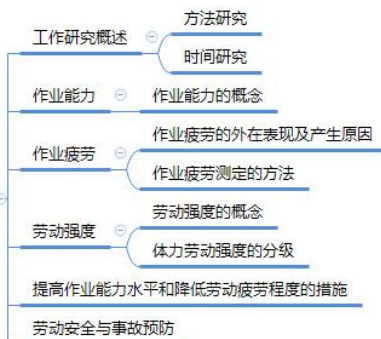 工作研究概述
方法研究
时间研究
作业能力
作业能力的概念
作业疲劳
作业疲劳的外在表现及产生原因
作业疲劳测定的方法
劳动强度
劳动强度的概念
体力劳动强度的分级
提高作业能力水平和降低劳动疲劳程度的措施
劳动安全与事故预防